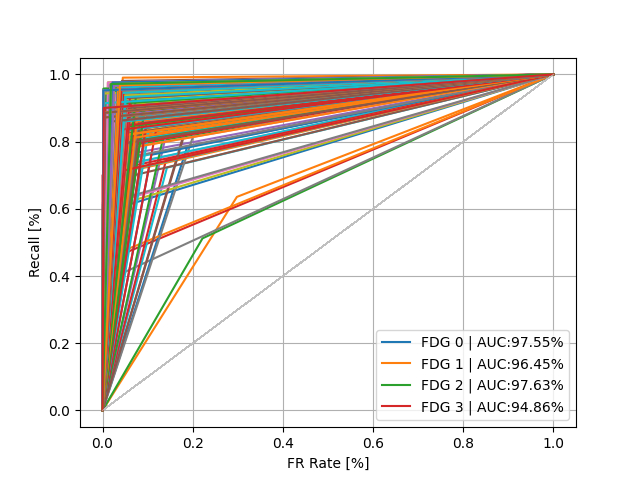 1.0
0.8
0.6
0.4
0.2
0.0
Recall [%]
0.0 0.2 0.4 0.6 0.8 1.0
FR Rate [%]
FDG 0 | AUC:97.55%
FDG 1 | AUC:96.45%
FDG 2 | AUC:97.63%
FDG 3 | AUC:94.86%